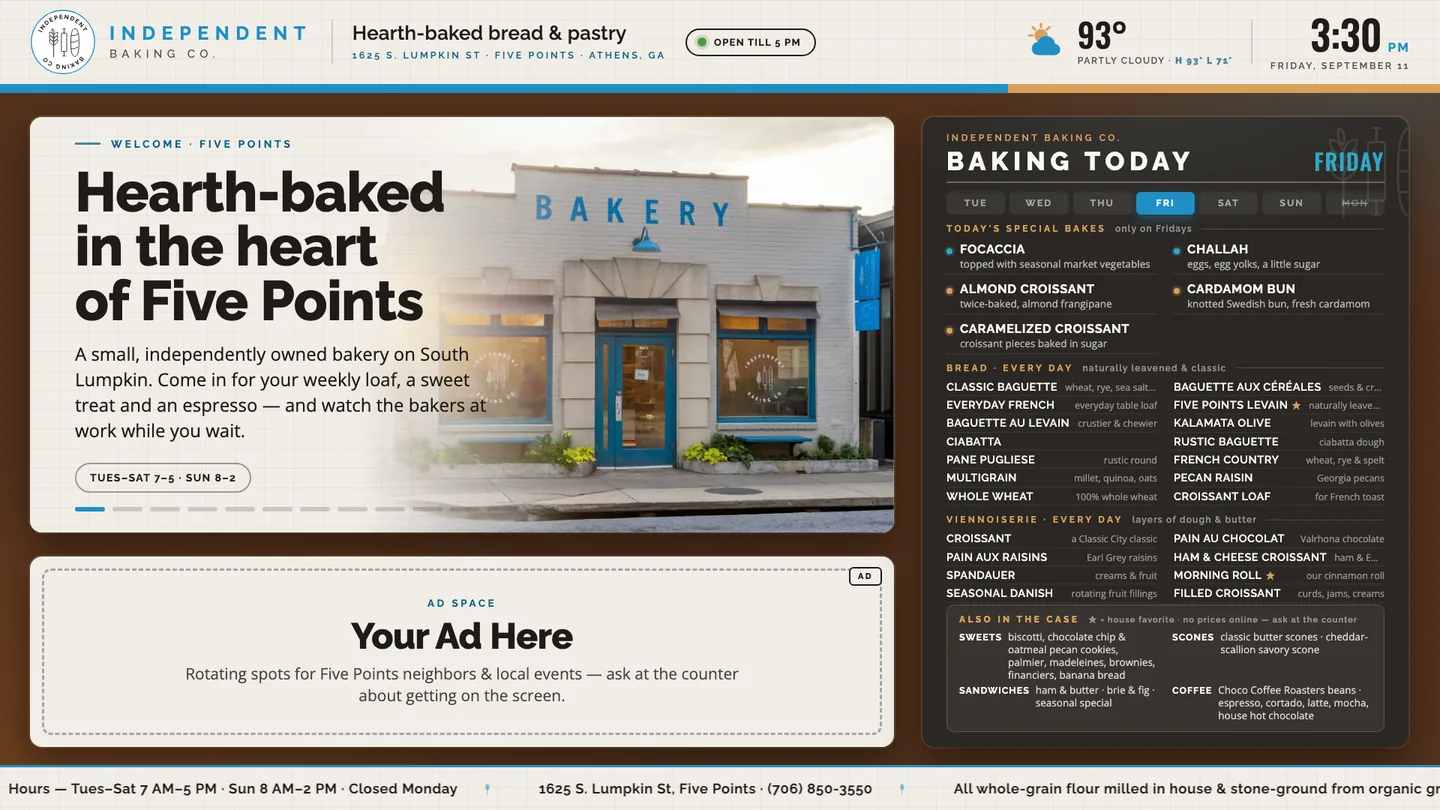 INDEPENDENT
BAKING CO
INDEPENDENT
BAKING CO.
Hearth-baked bread & pastry
1625 S. LUMPKIN ST · FIVE POINTS · ATHENS, GA
OPEN TILL 5 PM
93°
PARTLY CLOUDY · H 93° L 71°
3:30 PM
FRIDAY, SEPTEMBER 11
WELCOME · FIVE POINTS
Hearth-baked
in the heart
of Five Points
A small, independently owned bakery on South
Lumpkin. Come in for your weekly loaf, a sweet
treat and an espresso — and watch the bakers at
work while you wait.
TUES–SAT 7–5 · SUN 8–2
BAKERY
INDEPENDENT
BAKING CO
INDEPENDENT
BAKING CO
AD
AD SPACE
Your Ad Here
Rotating spots for Five Points neighbors & local events — ask at the counter
about getting on the screen.
INDEPENDENT BAKING CO.
BAKING TODAY
FRIDAY
TUE WED THU FRI SAT SUN MON
TODAY'S SPECIAL BAKES only on Fridays
FOCACCIA
topped with seasonal market vegetables
CHALLAH
eggs, egg yolks, a little sugar
ALMOND CROISSANT
twice-baked, almond frangipane
CARDAMOM BUN
knotted Swedish bun, fresh cardamom
CARAMELIZED CROISSANT
croissant pieces baked in sugar
BREAD · EVERY DAY naturally leavened & classic
CLASSIC BAGUETTE wheat, rye, sea salt…
BAGUETTE AUX CÉRÉALES seeds & cr…
EVERYDAY FRENCH everyday table loaf
FIVE POINTS LEVAIN ★ naturally leave…
BAGUETTE AU LEVAIN crustier & chewier
KALAMATA OLIVE levain with olives
CIABATTA
RUSTIC BAGUETTE ciabatta dough
PANE PUGLIESE rustic round
FRENCH COUNTRY wheat, rye & spelt
MULTIGRAIN millet, quinoa, oats
PECAN RAISIN Georgia pecans
WHOLE WHEAT 100% whole wheat
CROISSANT LOAF for French toast
VIENNOISERIE · EVERY DAY layers of dough & butter
CROISSANT a Classic City classic
PAIN AU CHOCOLAT Valrhona chocolate
PAIN AUX RAISINS Earl Grey raisins
HAM & CHEESE CROISSANT ham & E…
SPANDAUER creams & fruit
MORNING ROLL ★ our cinnamon roll
SEASONAL DANISH rotating fruit fillings
FILLED CROISSANT curds, jams, creams
ALSO IN THE CASE ★ = house favorite · no prices online — ask at the counter
SWEETS biscotti, chocolate chip &
oatmeal pecan cookies,
palmier, madeleines, brownies,
financiers, banana bread
SCONES classic butter scones · cheddar-
scallion savory scone
SANDWICHES ham & butter · brie & fig ·
seasonal special
COFFEE Choco Coffee Roasters beans ·
espresso, cortado, latte, mocha,
house hot chocolate
Hours — Tues–Sat 7 AM–5 PM · Sun 8 AM–2 PM · Closed Monday
1625 S. Lumpkin St, Five Points · (706) 850-3550
All whole-grain flour milled in house & stone-ground from organic gr